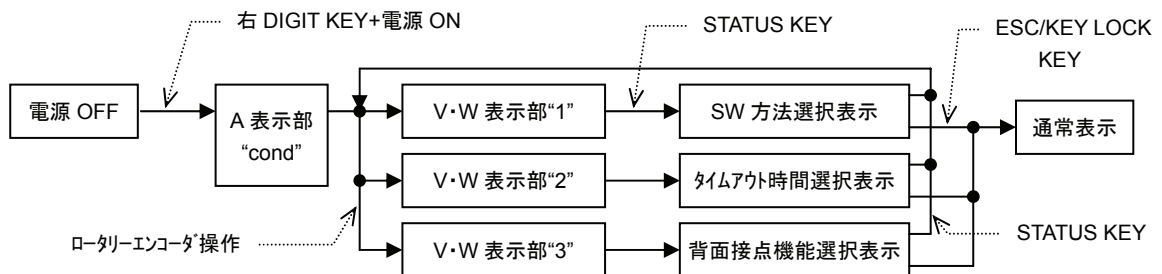 右 DIGIT KEY+電源 ON
STATUS KEY
ESC/KEY LOCK
KEY
電源 OFF
A 表示部
“cond”
V・W 表示部“1”
SW 方法選択表示
通常表示
V・W 表示部“2”
ﾀｲﾑｱｳﾄ時間選択表示
ﾛｰﾀﾘｰｴﾝｺｰﾀﾞ操作
V・W 表示部“3”
背面接点機能選択表示
STATUS KEY